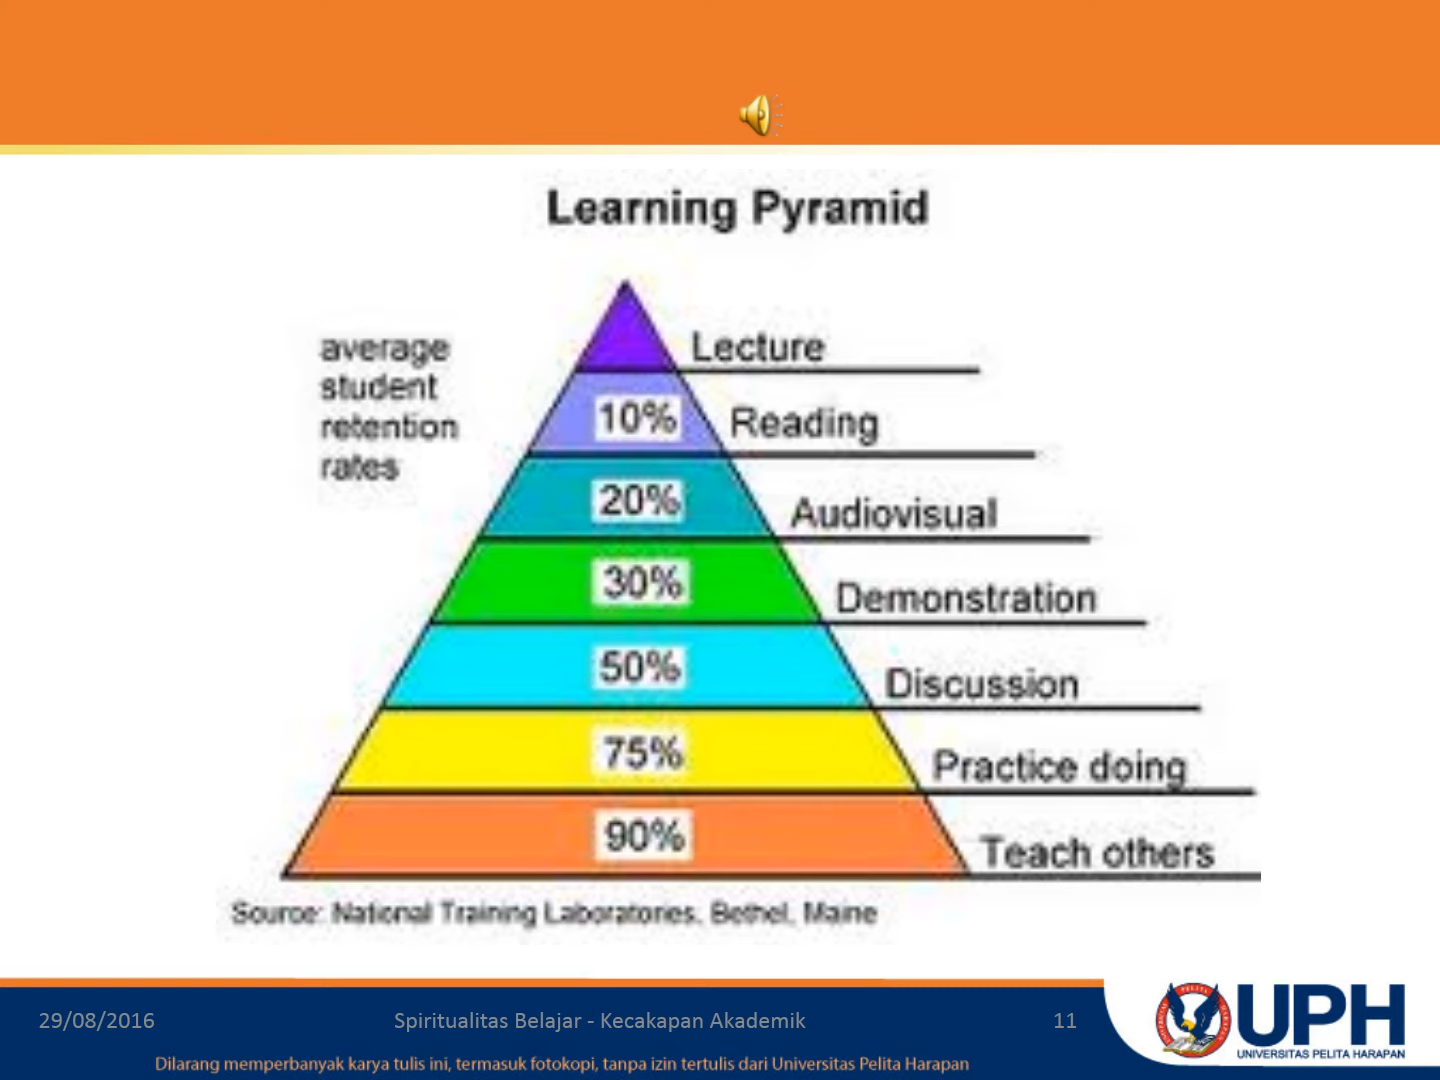 Learning Pyramid
average
student
retention
rates
Lecture
10% Reading
20% Audiovisual
30% Demonstration
50% Discussion
75% Practice doing
90% Teach others
Source: National Training Laboratories, Bethel, Maine
29/08/2016 Spiritualitas Belajar - Kecakapan Akademik 11
Dilarang memperbanyak karya tulis ini, termasuk fotokopi, tanpa izin tertulis dari Universitas Pelita Harapan
UPH
UNIVERSITAS PELITA HARAPAN